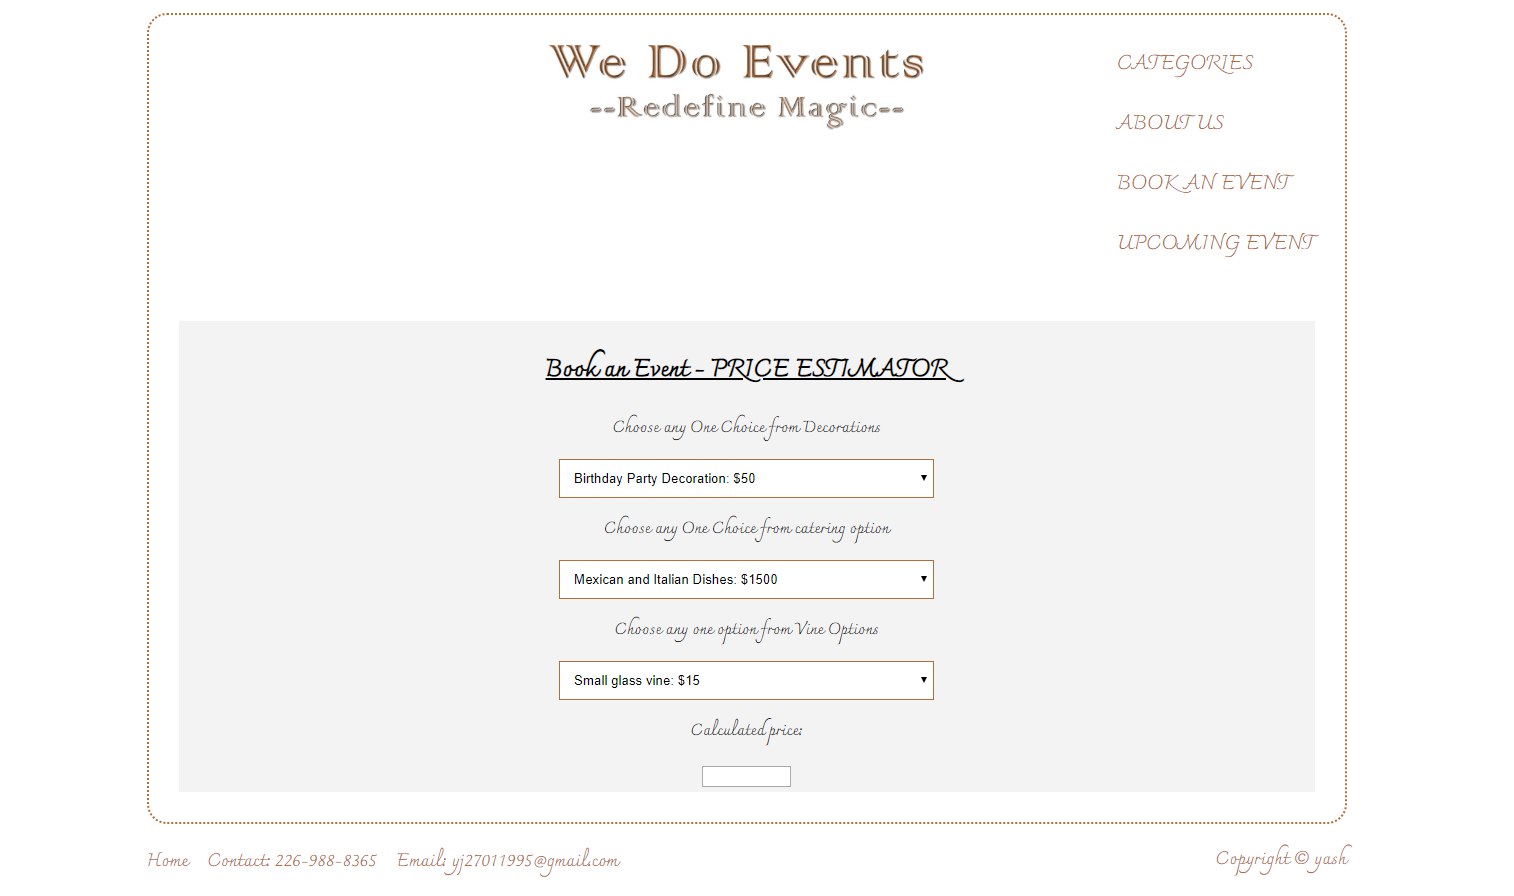 We Do Events
--Redefine Magic--
CATEGORIES
ABOUT US
BOOK AN EVENT
UPCOMING EVENT
Book an Event - PRICE ESTIMATOR
Choose any One Choice from Decorations
Birthday Party Decoration: $50
Choose any One Choice from catering option
Mexican and Italian Dishes: $1500
Choose any one option from Vine Options
Small glass vine: $15
Calculated price:
Home Contact: 226-988-8365 Email: yj27011995@gmail.com
Copyright © yash